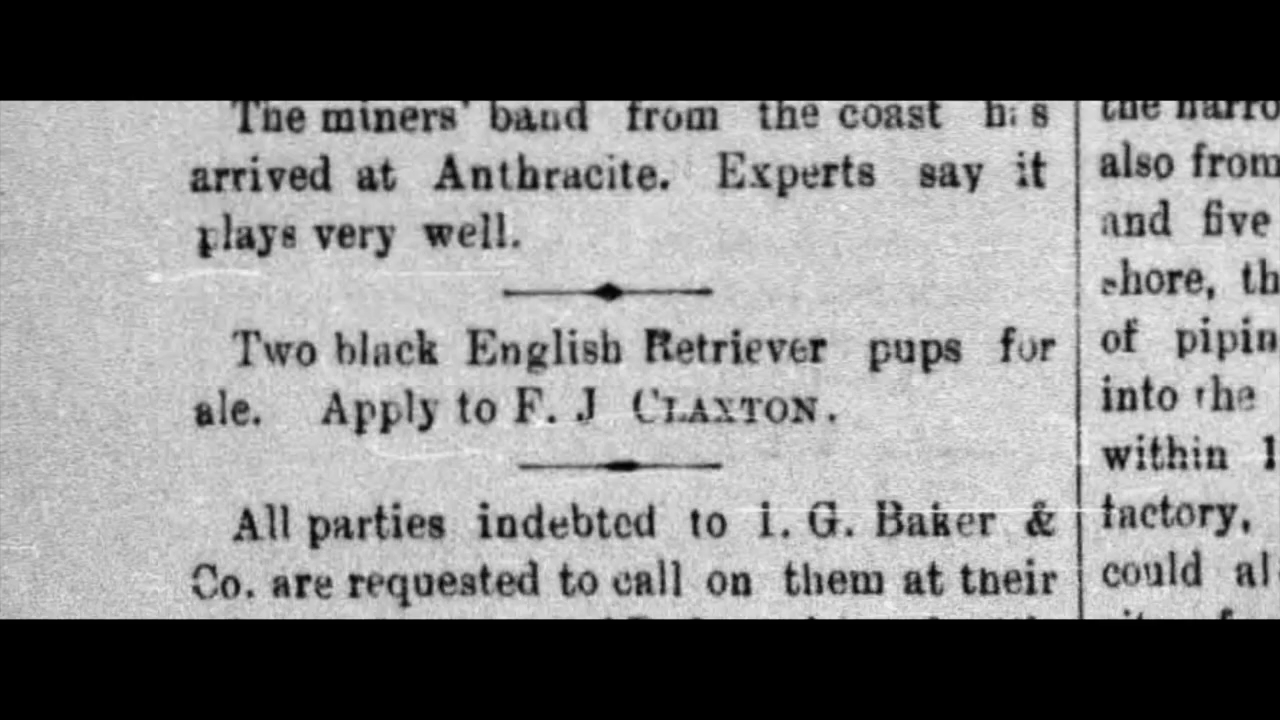 The miners' band from the coast h s
arrived at Anthracite. Experts say it
plays very well.
Two black English Retriever pups for
ale. Apply to F. J CLAXTON.
All parties indebted to I. G. Baker &
Co. are requested to call on them at their
the narro
also from
and five
shore, th
of pipin
into the
within 1
factory,
could al